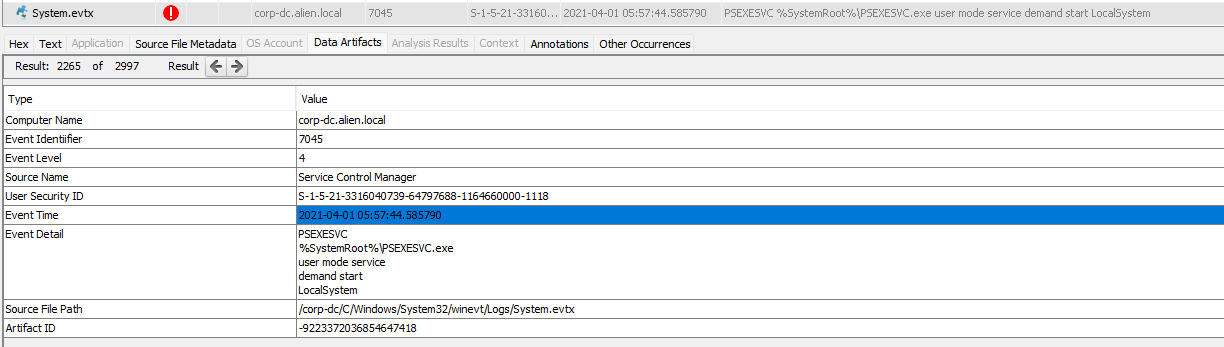 System.evtx corp-dc.alien.local 7045 S-1-5-21-33160... 2021-04-01 05:57:44.585790 PSEXESVC %SystemRoot%\PSEXESVC.exe user mode service demand start LocalSystem
Hex Text Application Source File Metadata OS Account Data Artifacts Analysis Results Context Annotations Other Occurrences
Result: 2265 of 2997 Result
Type Value
Computer Name corp-dc.alien.local
Event Identiifier 7045
Event Level 4
Source Name Service Control Manager
User Security ID S-1-5-21-3316040739-64797688-1164660000-1118
Event Time 2021-04-01 05:57:44.585790
Event Detail PSEXESVC
%SystemRoot%\PSEXESVC.exe
user mode service
demand start
LocalSystem
Source File Path /corp-dc/C/Windows/System32/winevt/Logs/System.evtx
Artifact ID -9223372036854647418